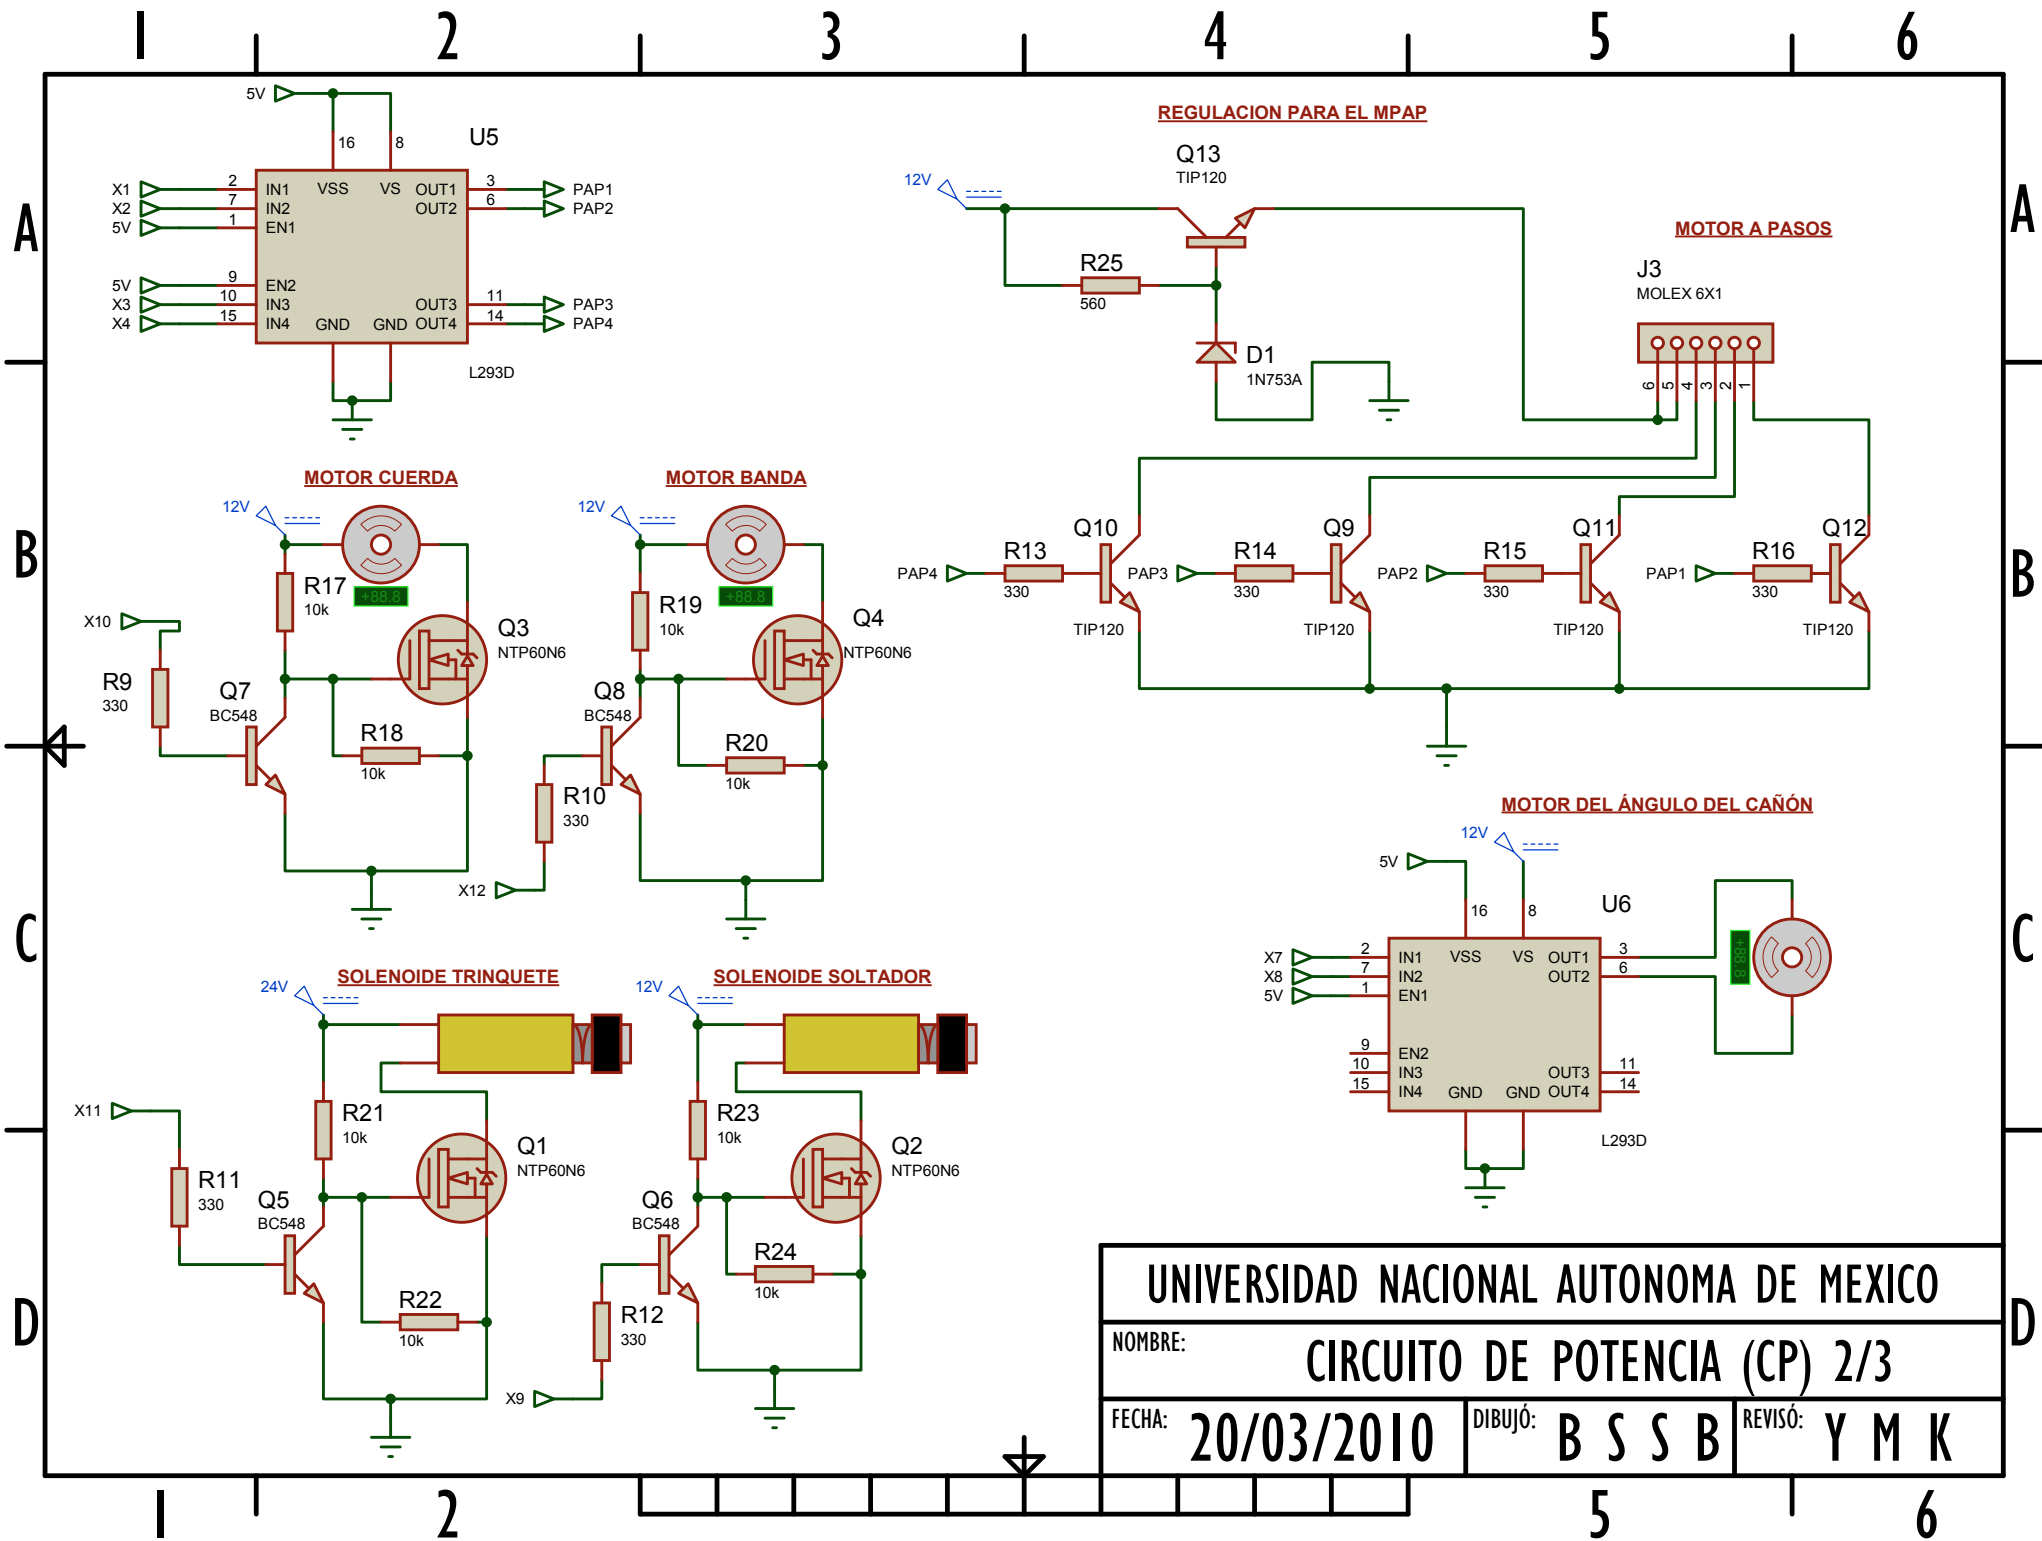 1 2 3 4 5 6
A A
B B
C C
D D
5V
U5
16 8
X1 2 IN1 VSS VS OUT1 3 PAP1
X2 7 IN2 OUT2 6 PAP2
5V 1 EN1
5V 9 EN2
X3 10 IN3 OUT3 11 PAP3
X4 15 IN4 GND GND OUT4 14 PAP4
L293D
REGULACION PARA EL MPAP
Q13
TIP120
12V
R25
560
D1
1N753A
MOTOR A PASOS
J3
MOLEX 6X1
6 5 4 3 2 1
MOTOR CUERDA
12V
+88.8
R17
10k
X10
R9
330
Q7
BC548
Q3
NTP60N6
R18
10k
MOTOR BANDA
12V
+88.8
R19
10k
Q4
NTP60N6
Q8
BC548
R20
10k
R10
330
X12
PAP4
R13
330
Q10
TIP120
PAP3
R14
330
Q9
TIP120
PAP2
R15
330
Q11
TIP120
PAP1
R16
330
Q12
TIP120
MOTOR DEL ÁNGULO DEL CAÑÓN
12V
5V
U6
16 8
X7 2 IN1 VSS VS OUT1 3
X8 7 IN2 OUT2 6
5V 1 EN1
9 EN2
10 IN3 OUT3 11
15 IN4 GND GND OUT4 14
L293D
+88.8
SOLENOIDE TRINQUETE
24V
R21
10k
X11
R11
330
Q5
BC548
Q1
NTP60N6
R22
10k
SOLENOIDE SOLTADOR
12V
R23
10k
Q2
NTP60N6
Q6
BC548
R24
10k
R12
330
X9
UNIVERSIDAD NACIONAL AUTONOMA DE MEXICO
NOMBRE: CIRCUITO DE POTENCIA (CP) 2/3
FECHA: 20/03/2010 DIBUJÓ: B S S B REVISÓ: Y M K
1 2 5 6